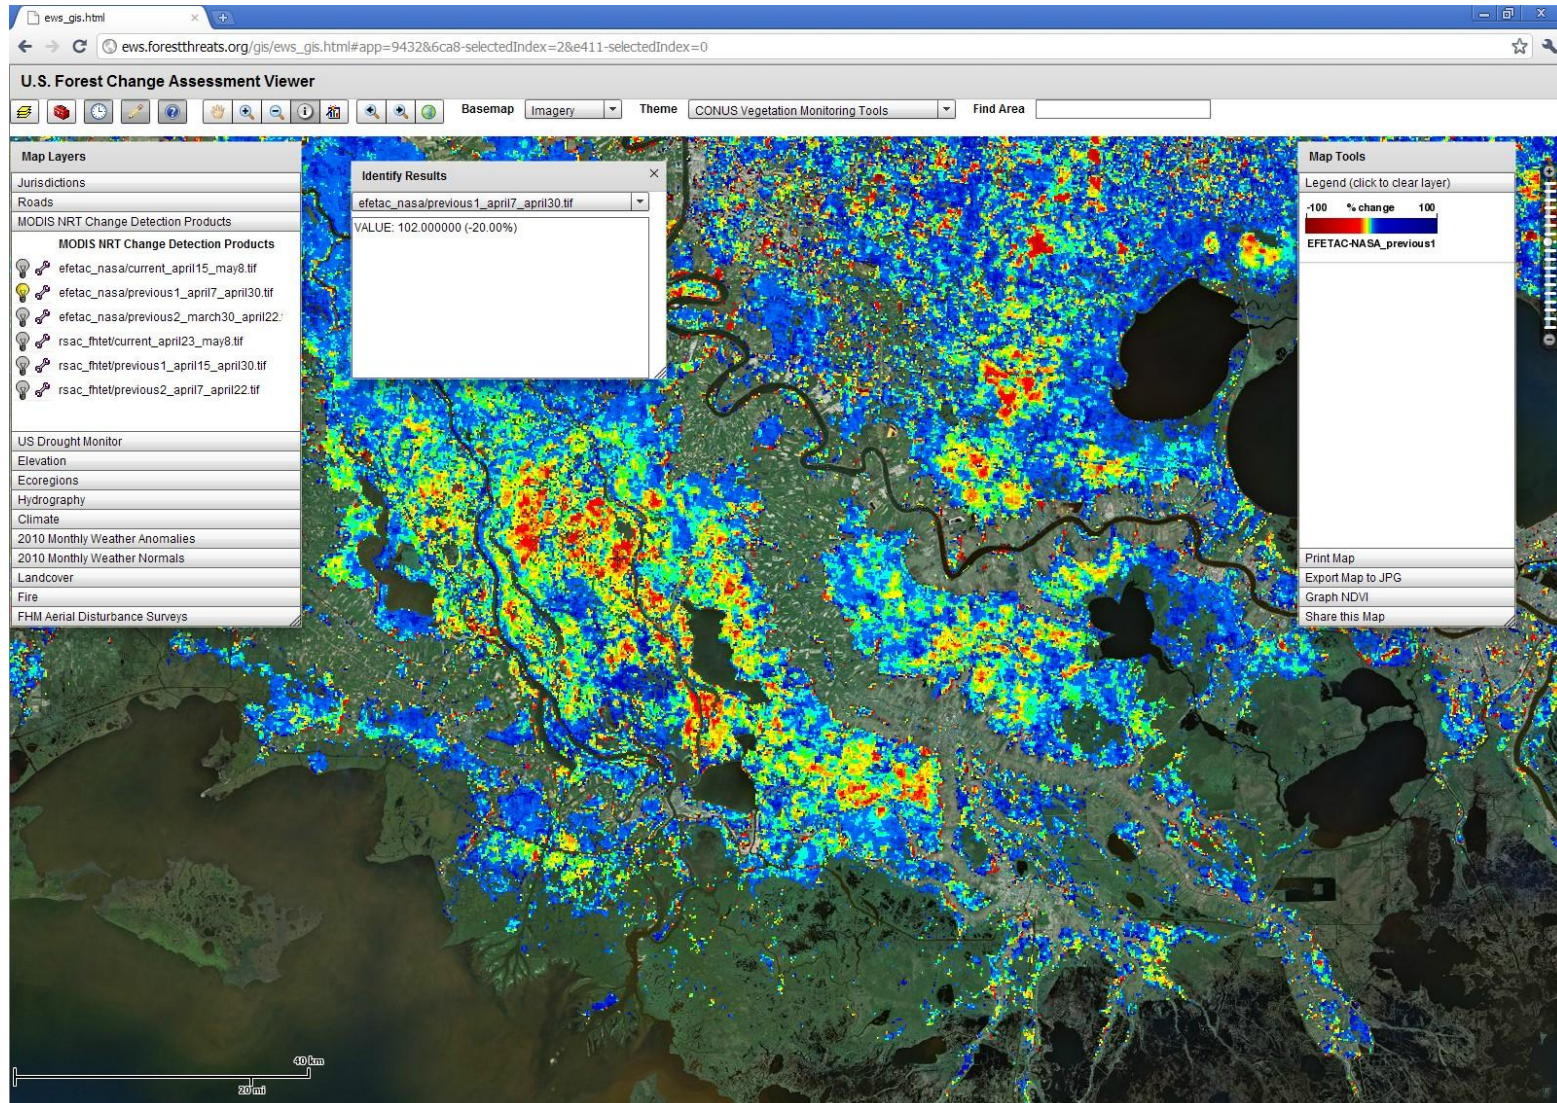 ews_gis.html
ews.forestthreats.org/gis/ews_gis.html#app=9432&6ca8-selectedIndex=2&e411-selectedIndex=0
U.S. Forest Change Assessment Viewer
Basemap Imagery Theme CONUS Vegetation Monitoring Tools Find Area
Map Layers
Jurisdictions
Roads
MODIS NRT Change Detection Products
MODIS NRT Change Detection Products
efetac_nasa/current_april15_may8.tif
efetac_nasa/previous1_april7_april30.tif
efetac_nasa/previous2_march30_april22.
rsac_fhtet/current_april23_may8.tif
rsac_fhtet/previous1_april15_april30.tif
rsac_fhtet/previous2_april7_april22.tif
US Drought Monitor
Elevation
Ecoregions
Hydrography
Climate
2010 Monthly Weather Anomalies
2010 Monthly Weather Normals
Landcover
Fire
FHM Aerial Disturbance Surveys
Identify Results
efetac_nasa/previous1_april7_april30.tif
VALUE: 102.000000 (-20.00%)
Map Tools
Legend (click to clear layer)
-100 % change 100
EFETAC-NASA_previous1
Print Map
Export Map to JPG
Graph NDVI
Share this Map
40 km
20 mi